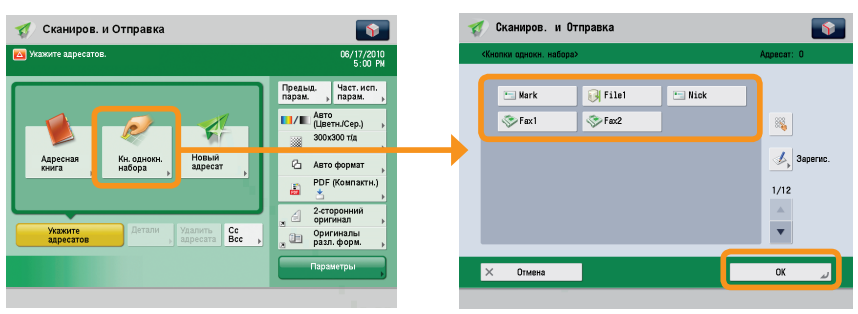 Сканиров. и Отправка
Укажите адресатов.
06/17/2010
5:00 PM
Предыд.
парам.
Част. исп.
парам.
Адресная
книга
Кн. однокн.
набора
Новый
адресат
Авто
(Цветн./Сер.)
300x300 т/д
Авто формат
PDF (Компактн.)
2-сторонний
оригинал
Оригиналы
разл. форм.
Укажите
адресатов
Детали
Удалить
адресата
Cc
Bcc
Параметры
Сканиров. и Отправка
<Кнопки однокн. набора>
Адресат: 0
Mark
File1
Nick
Fax1
Fax2
Зарегис.
1/12
Отмена
OK